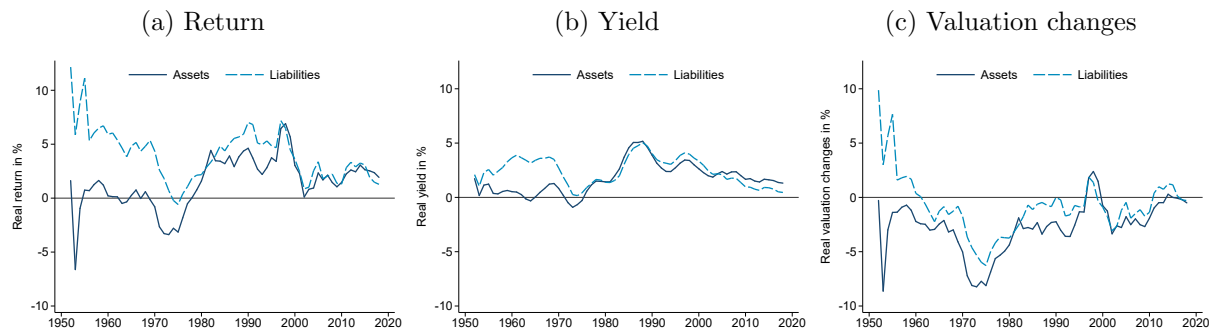 (a) Return
Assets
Liabilities
Real return in %
10
5
0
-5
-10
1950 1960 1970 1980 1990 2000 2010 2020
(b) Yield
Assets
Liabilities
Real yield in %
10
5
0
-5
-10
1950 1960 1970 1980 1990 2000 2010 2020
(c) Valuation changes
Assets
Liabilities
Real valuation changes in %
10
5
0
-5
-10
1950 1960 1970 1980 1990 2000 2010 2020